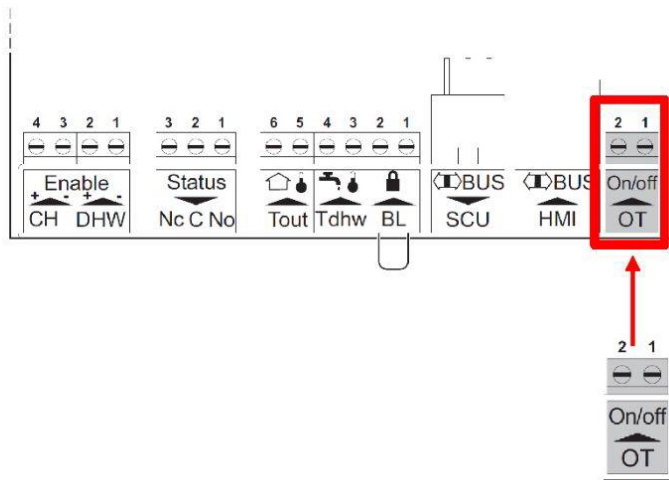 4 3 2 1 3 2 1 6 5 4 3 2 1 2 1
Enable Status BUS BUS On/off
+ - + -
CH DHW Nc C No Tout Tdhw BL SCU HMI OT
2 1
On/off
OT